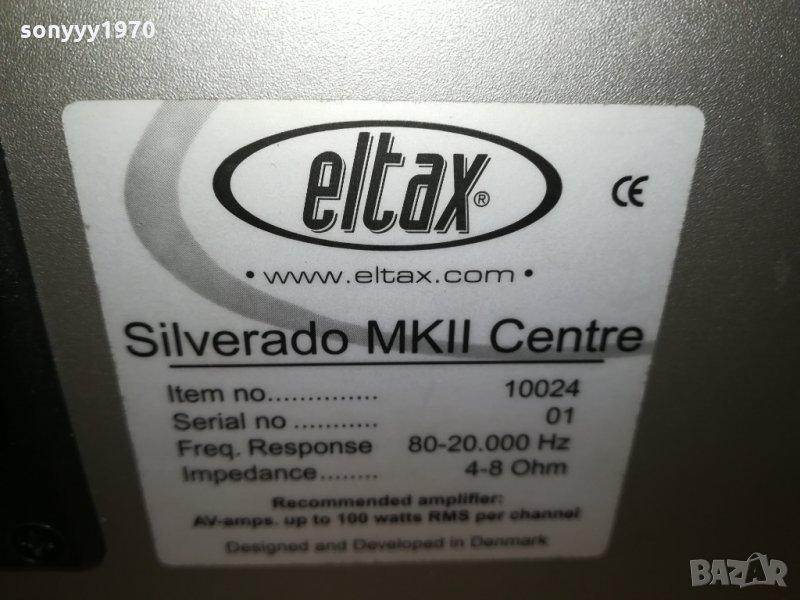 sonyyy1970
eltax®
CE
• www.eltax.com •
Silverado MKII Centre
Item no.............. 10024
Serial no ........... 01
Freq. Response 80-20.000 Hz
Impedance........ 4-8 Ohm
Recommended amplifier:
AV-amps. up to 100 watts RMS per channel
Designed and Developed in Denmark
BAZAR